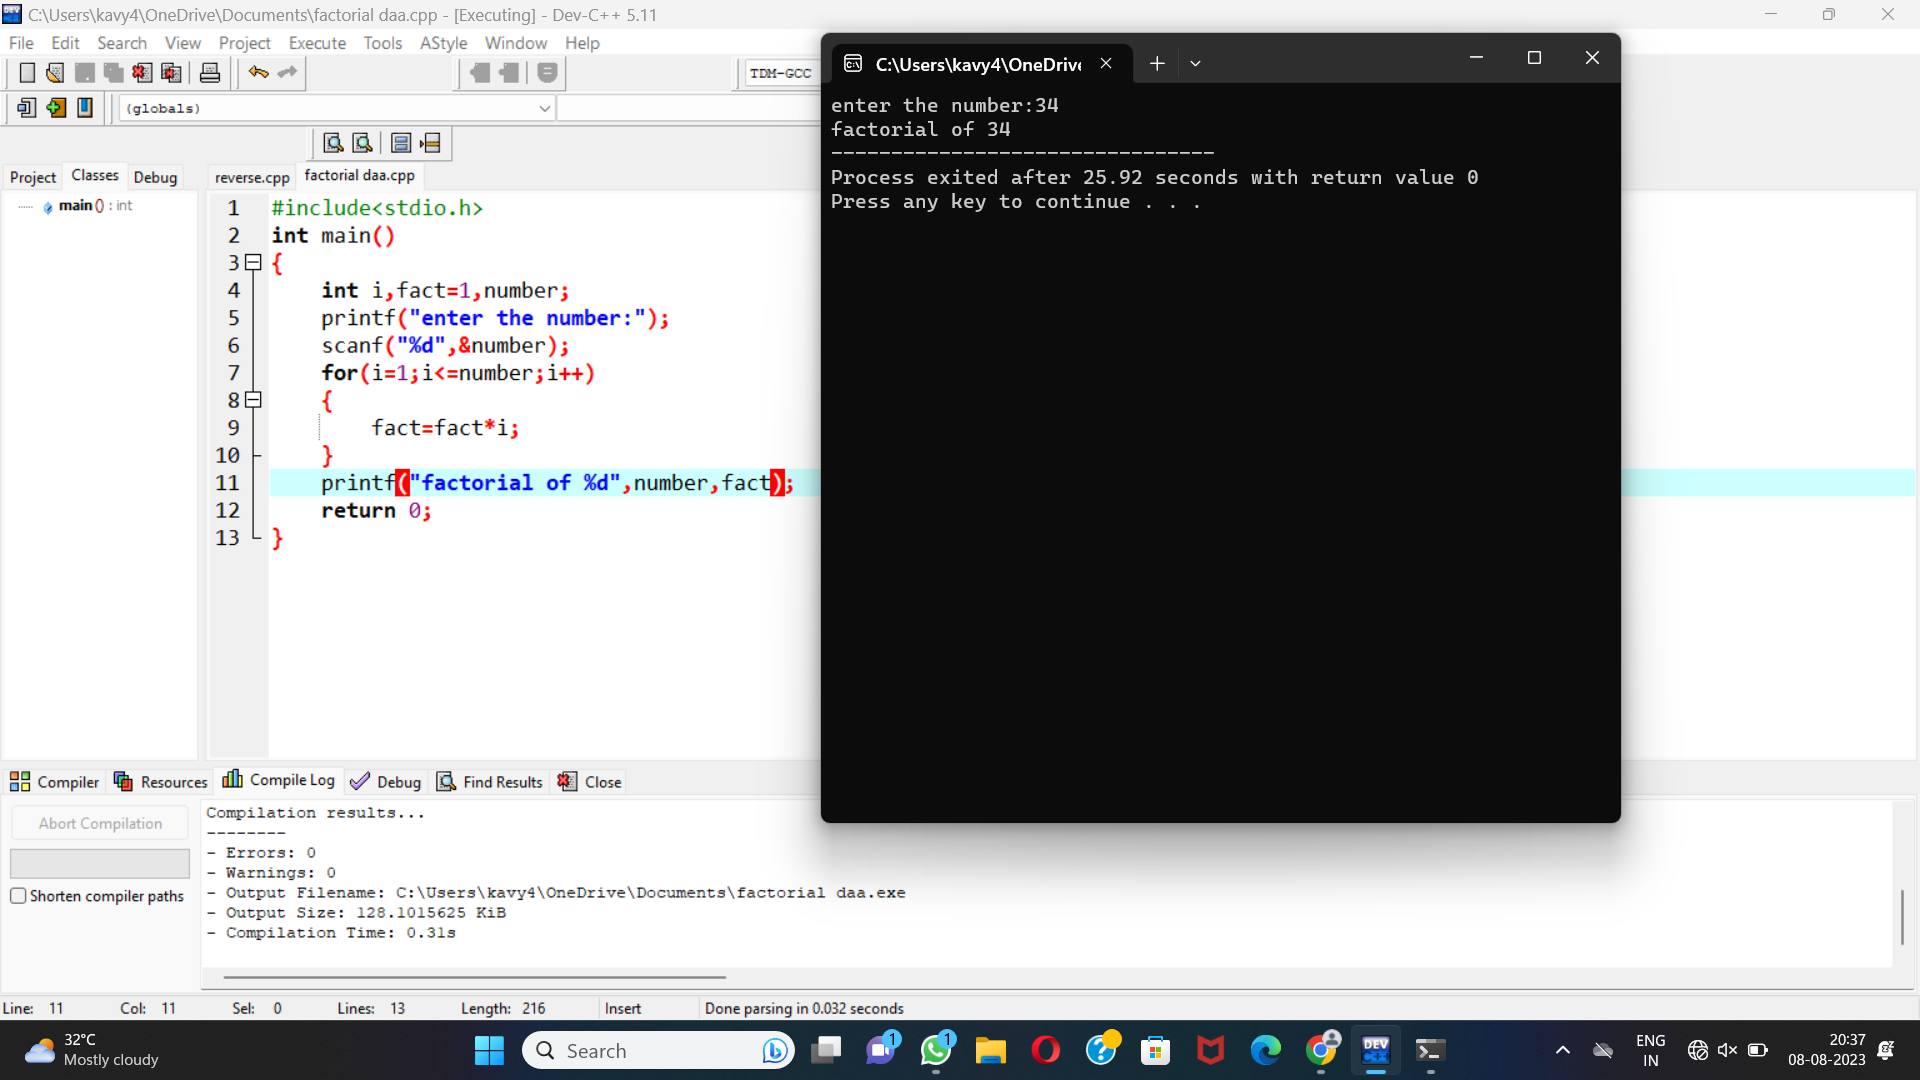 C:\Users\kavy4\OneDrive\Documents\factorial daa.cpp - [Executing] - Dev-C++ 5.11
File Edit Search View Project Execute Tools AStyle Window Help
TDM-GCC
(globals)
Project Classes Debug
main () : int
reverse.cpp factorial daa.cpp
1 #include<stdio.h>
2 int main()
3 {
4 int i,fact=1,number;
5 printf("enter the number:");
6 scanf("%d",&number);
7 for(i=1;i<=number;i++)
8 {
9 fact=fact*i;
10 }
11 printf("factorial of %d",number,fact);
12 return 0;
13 }
C:\Users\kavy4\OneDrive
enter the number:34
factorial of 34
--------------------------------
Process exited after 25.92 seconds with return value 0
Press any key to continue . . .
Compiler Resources Compile Log Debug Find Results Close
Abort Compilation
Shorten compiler paths
Compilation results...
--------
- Errors: 0
- Warnings: 0
- Output Filename: C:\Users\kavy4\OneDrive\Documents\factorial daa.exe
- Output Size: 128.1015625 KiB
- Compilation Time: 0.31s
Line: 11 Col: 11 Sel: 0 Lines: 13 Length: 216 Insert Done parsing in 0.032 seconds
32°C
Mostly cloudy
Search
1
1
DEV
C++
ENG
IN
20:37
08-08-2023